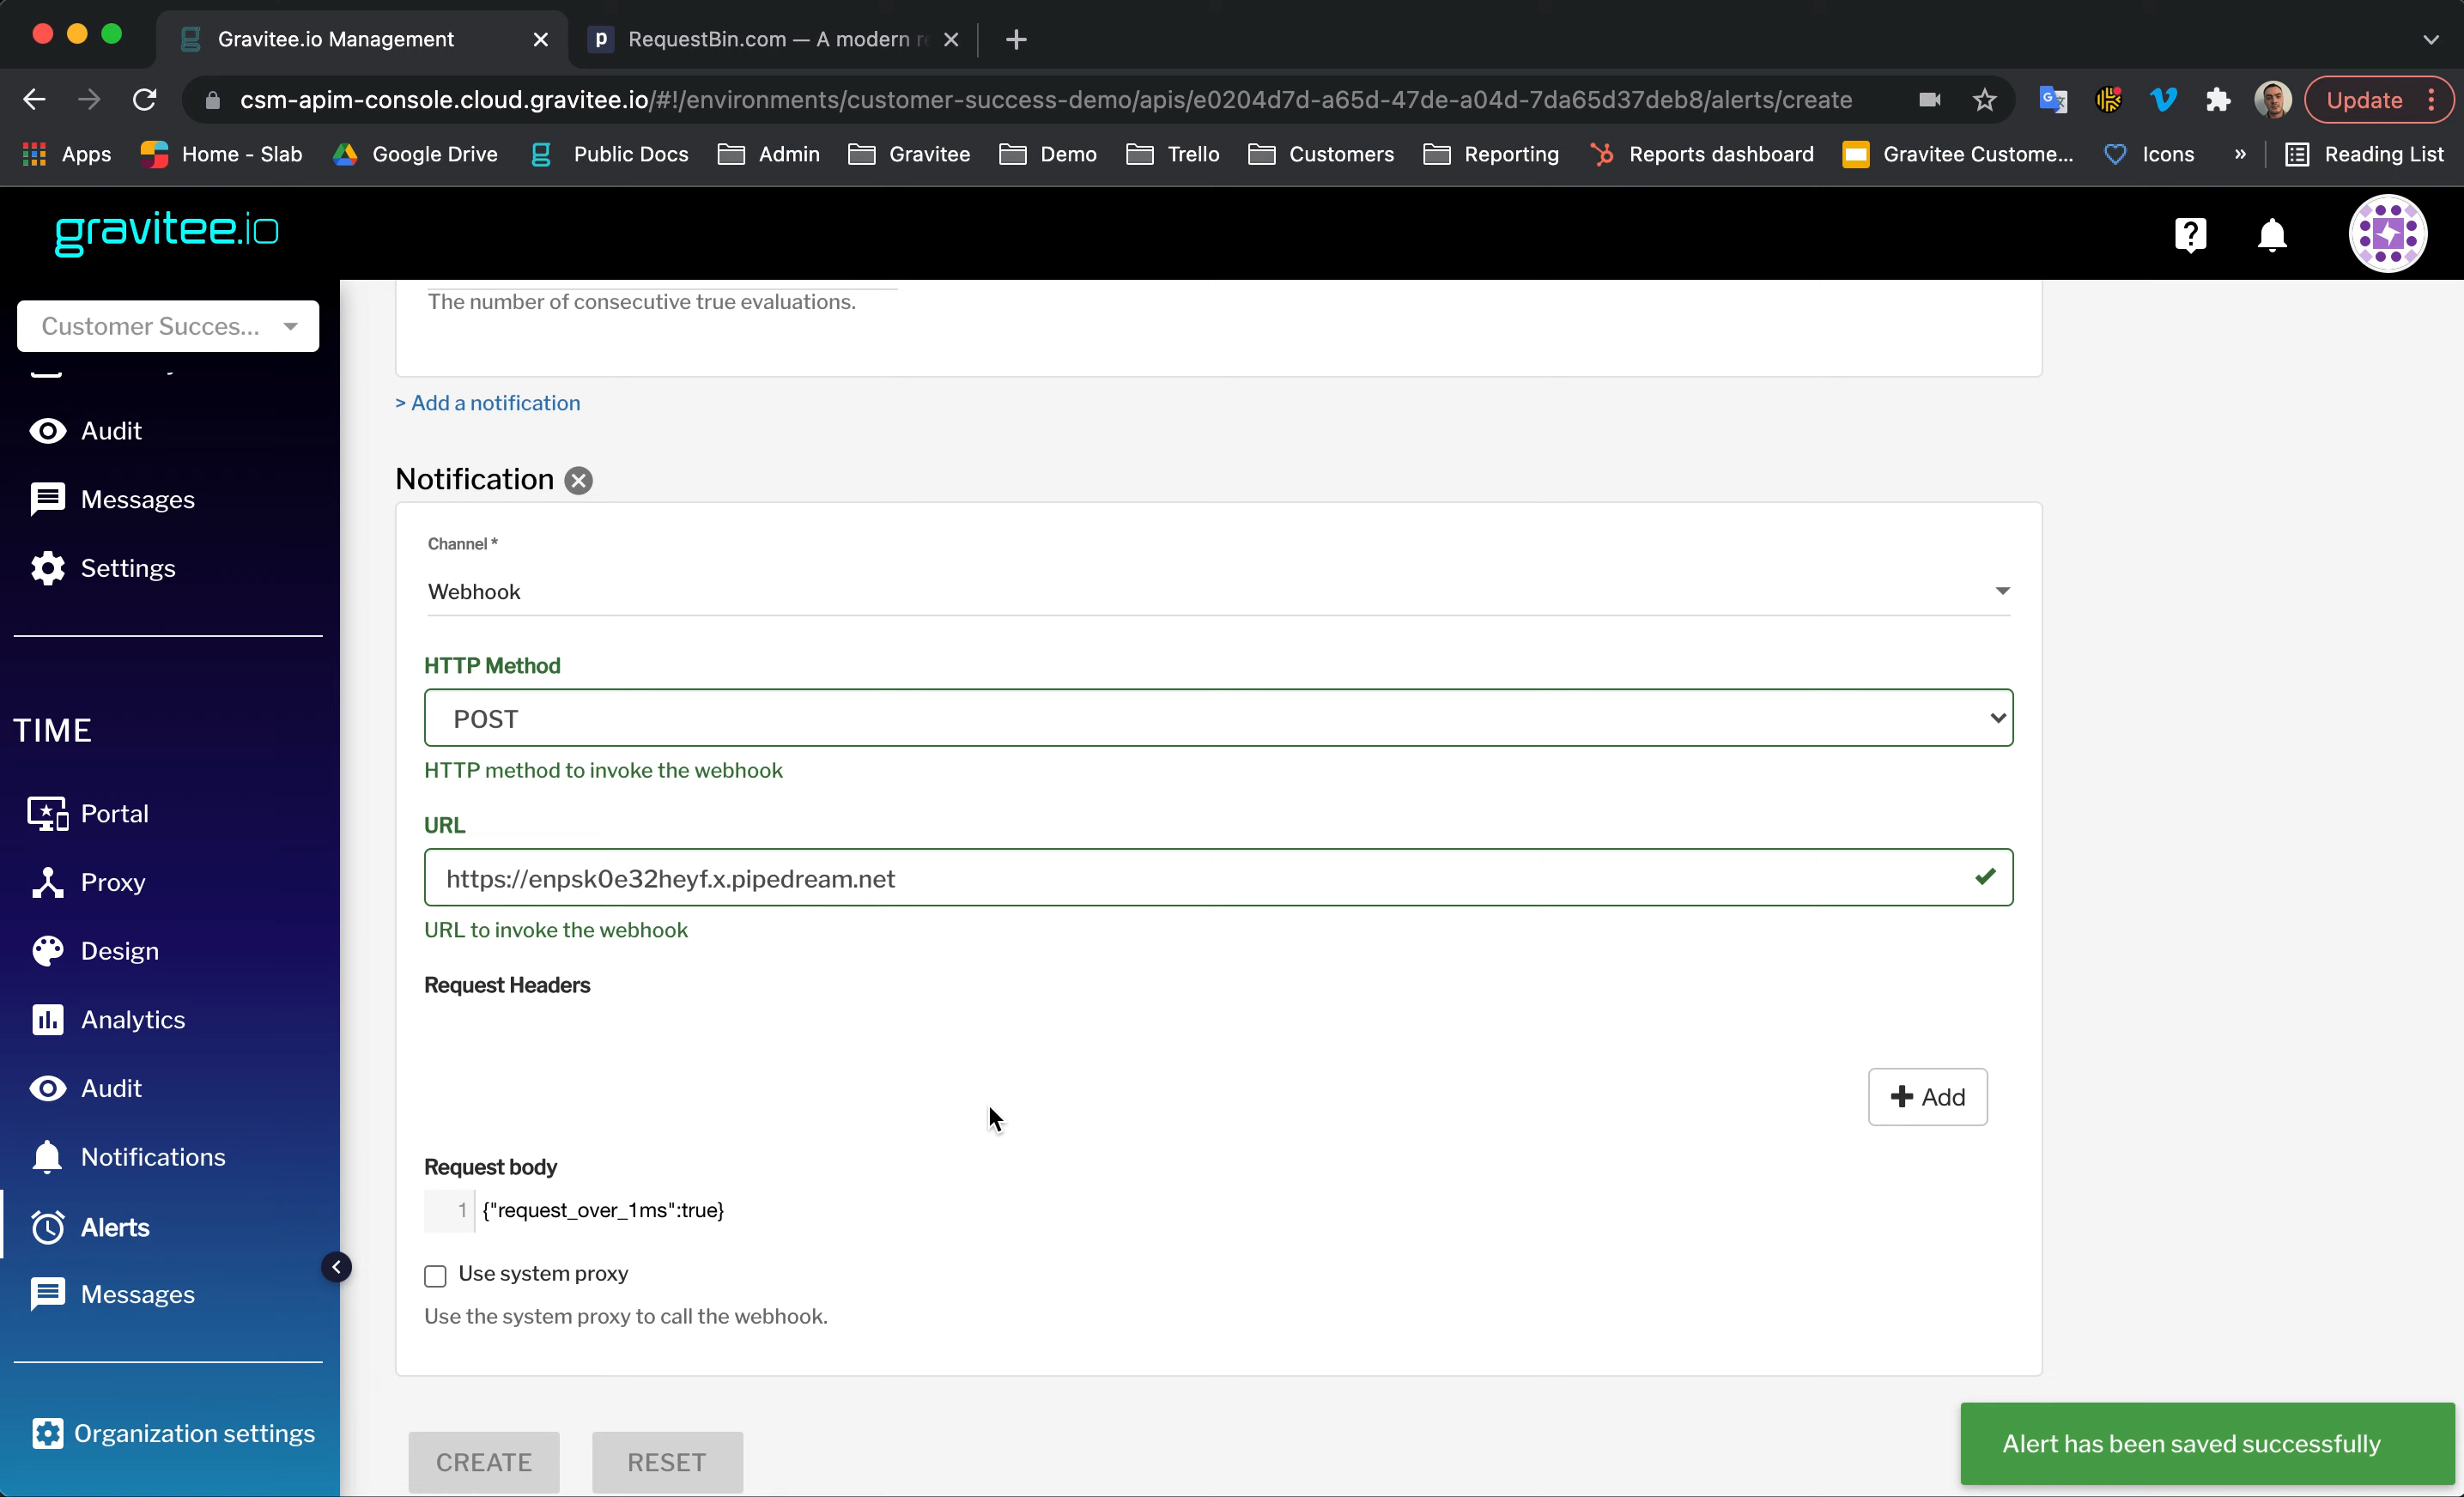 Gravitee.io Management
RequestBin.com — A modern r
csm-apim-console.cloud.gravitee.io/#!/environments/customer-success-demo/apis/e0204d7d-a65d-47de-a04d-7da65d37deb8/alerts/create
Update
Apps
Home - Slab
Google Drive
Public Docs
Admin
Gravitee
Demo
Trello
Customers
Reporting
Reports dashboard
Gravitee Custome...
Icons
»
Reading List
gravitee.io
Customer Succes...
Audit
Messages
Settings
TIME
Portal
Proxy
Design
Analytics
Audit
Notifications
Alerts
Messages
Organization settings
The number of consecutive true evaluations.
> Add a notification
Notification
Channel *
Webhook
HTTP Method
POST
HTTP method to invoke the webhook
URL
https://enpsk0e32heyf.x.pipedream.net
URL to invoke the webhook
Request Headers
Add
Request body
1 {"request_over_1ms":true}
Use system proxy
Use the system proxy to call the webhook.
CREATE
RESET
Alert has been saved successfully